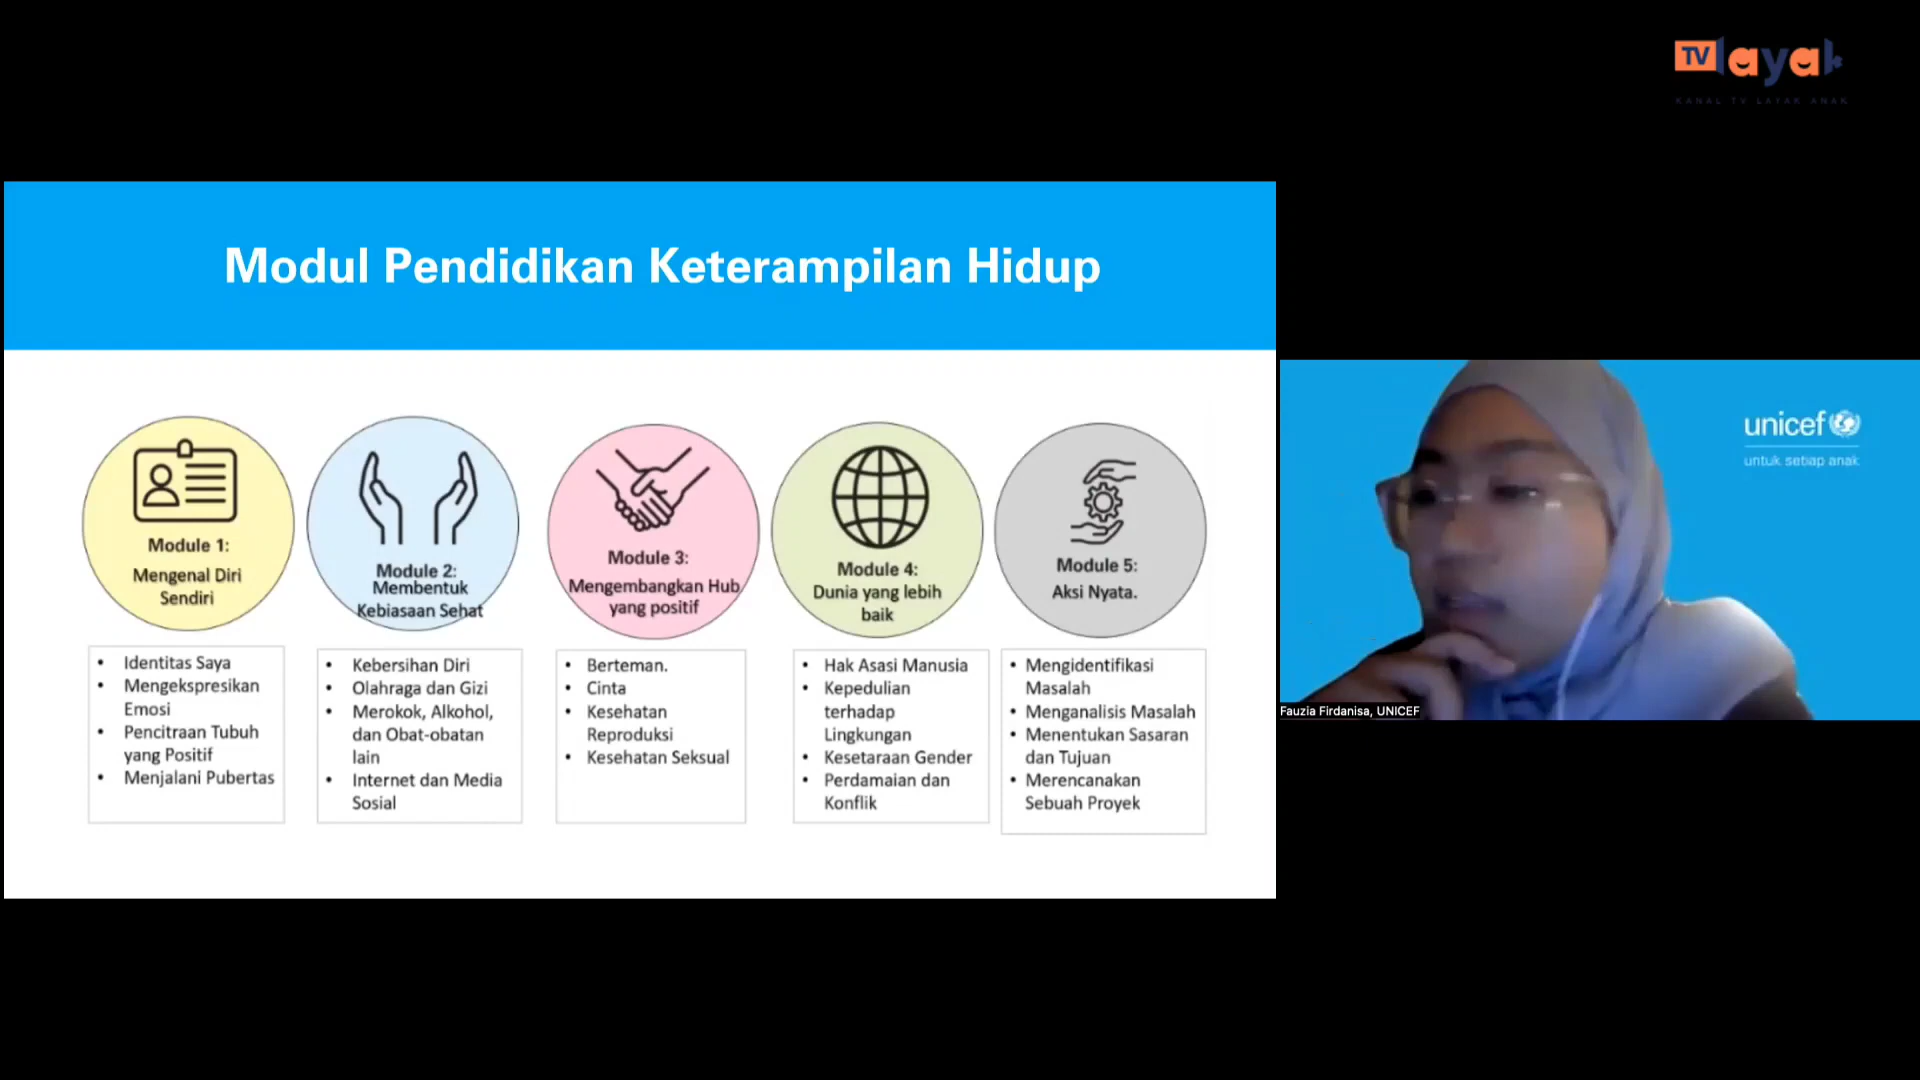 TV layak
KANAL TV LAYAK ANAK
Modul Pendidikan Keterampilan Hidup
Module 1:
Mengenal Diri
Sendiri
• Identitas Saya
• Mengekspresikan
Emosi
• Pencitraan Tubuh
yang Positif
• Menjalani Pubertas
Module 2:
Membentuk
Kebiasaan Sehat
• Kebersihan Diri
• Olahraga dan Gizi
• Merokok, Alkohol,
dan Obat-obatan
lain
• Internet dan Media
Sosial
Module 3:
Mengembangkan Hub
yang positif
• Berteman.
• Cinta
• Kesehatan
Reproduksi
• Kesehatan Seksual
Module 4:
Dunia yang lebih
baik
• Hak Asasi Manusia
• Kepedulian
terhadap
Lingkungan
• Kesetaraan Gender
• Perdamaian dan
Konflik
Module 5:
Aksi Nyata.
• Mengidentifikasi
Masalah
• Menganalisis Masalah
• Menentukan Sasaran
dan Tujuan
• Merencanakan
Sebuah Proyek
unicef
untuk setiap anak
Fauzia Firdanisa, UNICEF